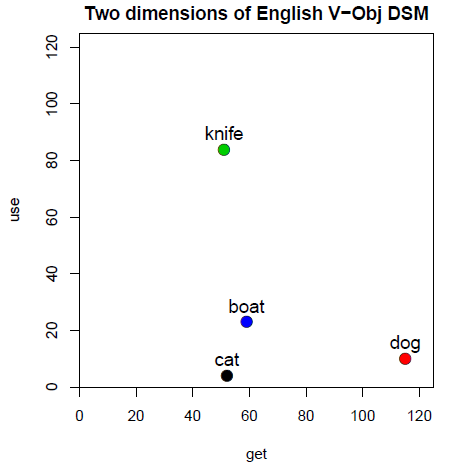 Two dimensions of English V−Obj DSM
120
100
80
60
40
20
0
use
knife
boat
cat
dog
0 20 40 60 80 100 120
get